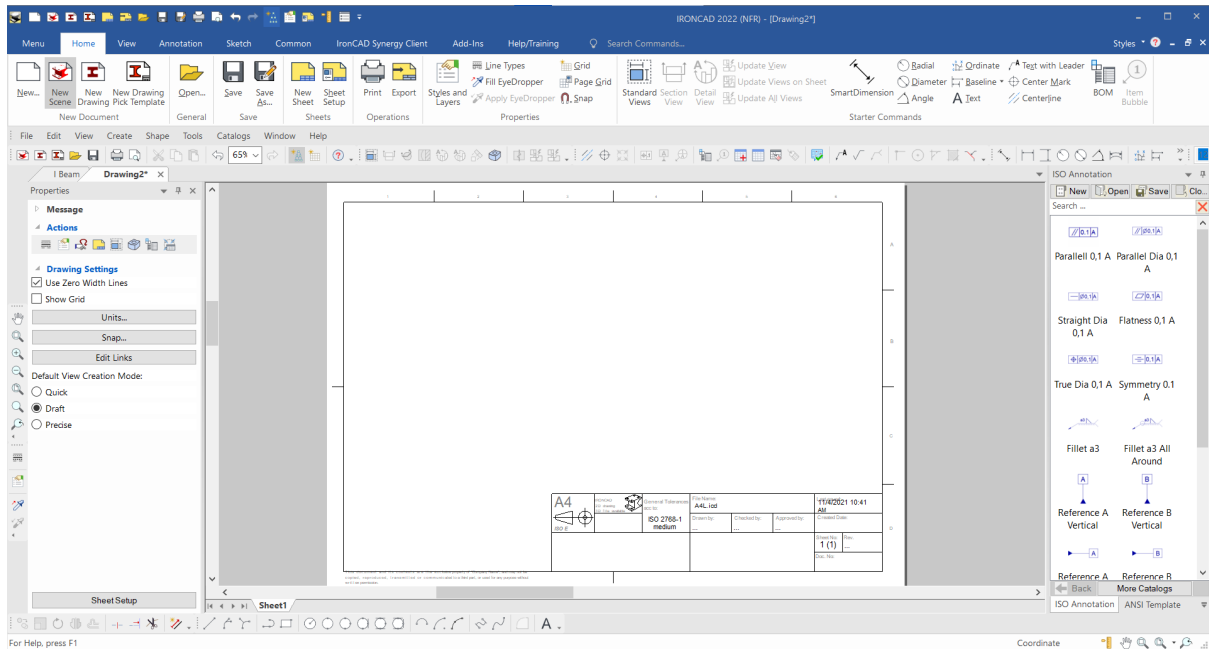 IRONCAD 2022 (NFR) - [Drawing2*]
Menu Home View Annotation Sketch Common IronCAD Synergy Client Add-Ins Help/Training Search Commands... Styles
New... New Scene New Drawing New Drawing Pick Template Open... Save Save As... New Sheet Sheet Setup Print Export Styles and Layers
Line Types Grid
Fill EyeDropper Page Grid
Apply EyeDropper Snap
Standard Views Section View Detail View
Update View
Update Views on Sheet
Update All Views
SmartDimension
Radial Ordinate Text with Leader
Diameter Baseline Center Mark
Angle Text Centerline
BOM Item Bubble
New Document General Save Sheets Operations Properties Starter Commands
File Edit View Create Shape Tools Catalogs Window Help
65%
I Beam Drawing2*
Properties
Message
Actions
Drawing Settings
Use Zero Width Lines
Show Grid
Units...
Snap...
Edit Links
Default View Creation Mode:
Quick
Draft
Precise
Sheet Setup
A
B
C
D
A4
ISO E
General Tolerances
ISO 2768-1
medium
File Name:
A4L.icd
11/4/2021 10:41
AM
Drawn by: Checked by: Approved by: Created Date:
... ... ...
Sheet No. Rev.
1 (1) ...
Doc. No.
Sheet1
ISO Annotation
New Open Save Clo...
Search ...
Parallell 0,1 A Parallel Dia 0,1 A
Straight Dia 0,1 A Flatness 0,1 A
True Dia 0,1 A Symmetry 0.1 A
Fillet a3 Fillet a3 All Around
A B
Reference A Vertical Reference B Vertical
A B
Reference A Reference B
Back More Catalogs
ISO Annotation ANSI Template
For Help, press F1
Coordinate